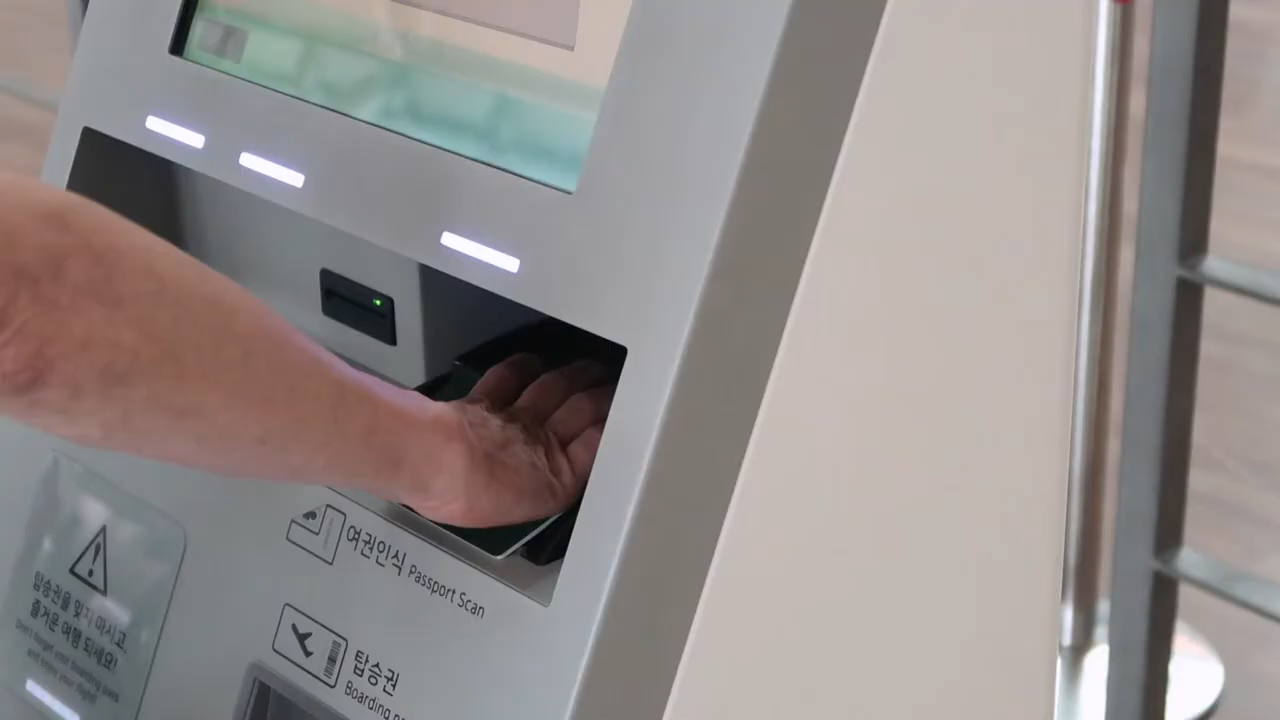 여권인식 Passport Scan
탑승권
Boarding
탑승권을 잊지 마시고,
즐거운 여행 되세요!
Don't forget your boarding pass
and enjoy your flight!